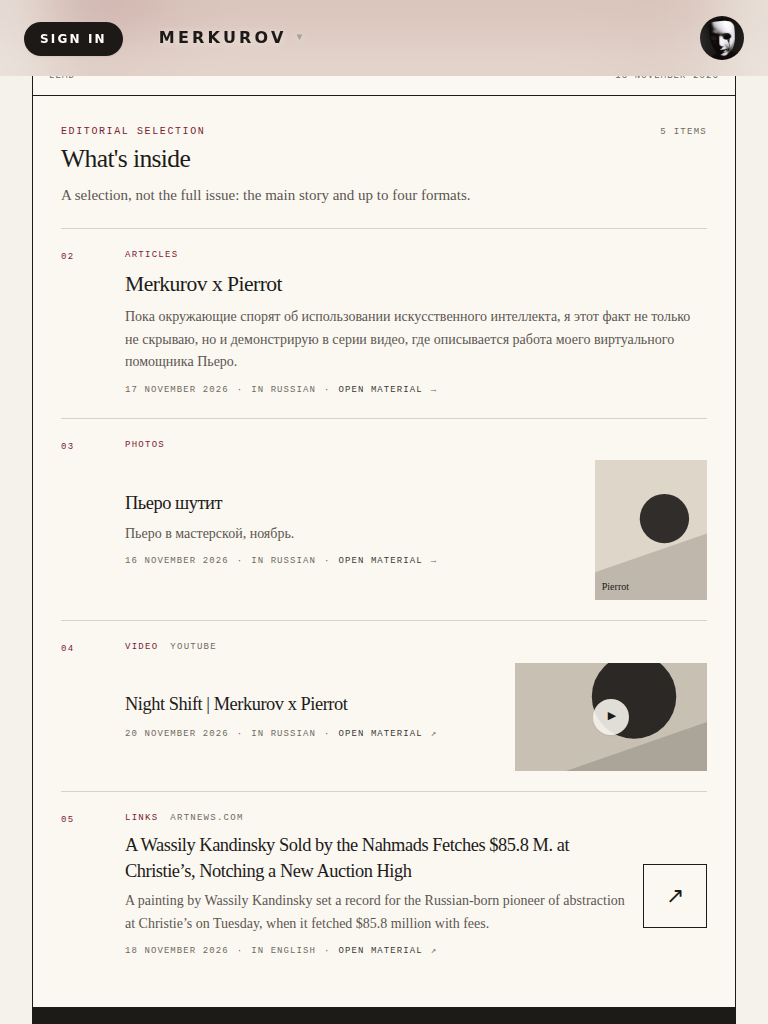 SIGN IN
MERKUROV ▼
EDITORIAL SELECTION
5 ITEMS
What's inside
A selection, not the full issue: the main story and up to four formats.
02
ARTICLES
Merkurov x Pierrot
Пока окружающие спорят об использовании искусственного интеллекта, я этот факт не только
не скрываю, но и демонстрирую в серии видео, где описывается работа моего виртуального
помощника Пьеро.
17 NOVEMBER 2026 · IN RUSSIAN · OPEN MATERIAL →
03
PHOTOS
Пьеро шутит
Пьеро в мастерской, ноябрь.
16 NOVEMBER 2026 · IN RUSSIAN · OPEN MATERIAL →
Pierrot
04
VIDEO YOUTUBE
Night Shift | Merkurov x Pierrot
20 NOVEMBER 2026 · IN RUSSIAN · OPEN MATERIAL ↗
05
LINKS ARTNEWS.COM
A Wassily Kandinsky Sold by the Nahmads Fetches $85.8 M. at
Christie’s, Notching a New Auction High
A painting by Wassily Kandinsky set a record for the Russian-born pioneer of abstraction
at Christie’s on Tuesday, when it fetched $85.8 million with fees.
18 NOVEMBER 2026 · IN ENGLISH · OPEN MATERIAL ↗
↗